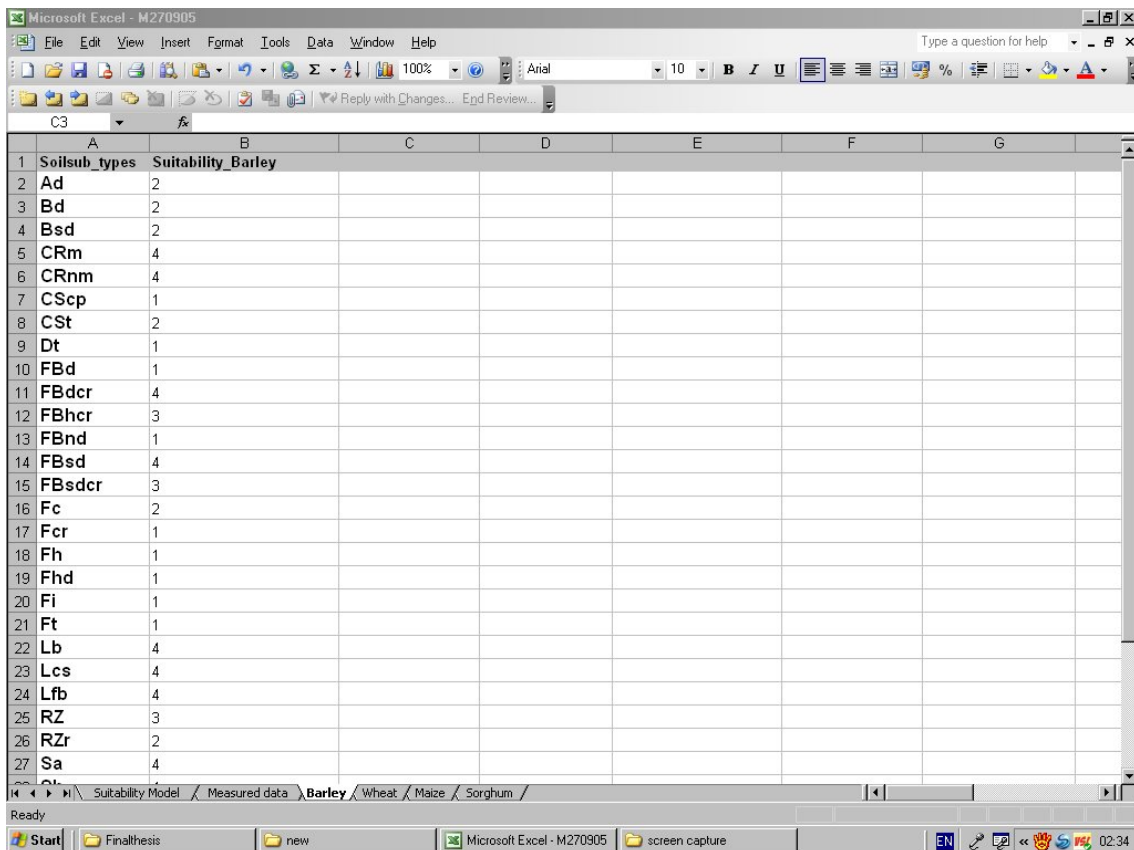 Microsoft Excel - M270905
File Edit View Insert Format Tools Data Window Help Type a question for help
100% Arial 10 B I U % A
Reply with Changes... End Review...
C3 fx
A B C D E F G
1 Soilsub_types Suitability_Barley
2 Ad 2
3 Bd 2
4 Bsd 2
5 CRm 4
6 CRnm 4
7 CScp 1
8 CSt 2
9 Dt 1
10 FBd 1
11 FBdcr 4
12 FBhcr 3
13 FBnd 1
14 FBsd 4
15 FBsdcr 3
16 Fc 2
17 Fcr 1
18 Fh 1
19 Fhd 1
20 Fi 1
21 Ft 1
22 Lb 4
23 Lcs 4
24 Lfb 4
25 RZ 3
26 RZr 2
27 Sa 4
Suitability Model Measured data Barley Wheat Maize Sorghum
Ready
Start Finalthesis new Microsoft Excel - M270905 screen capture EN « 02:34